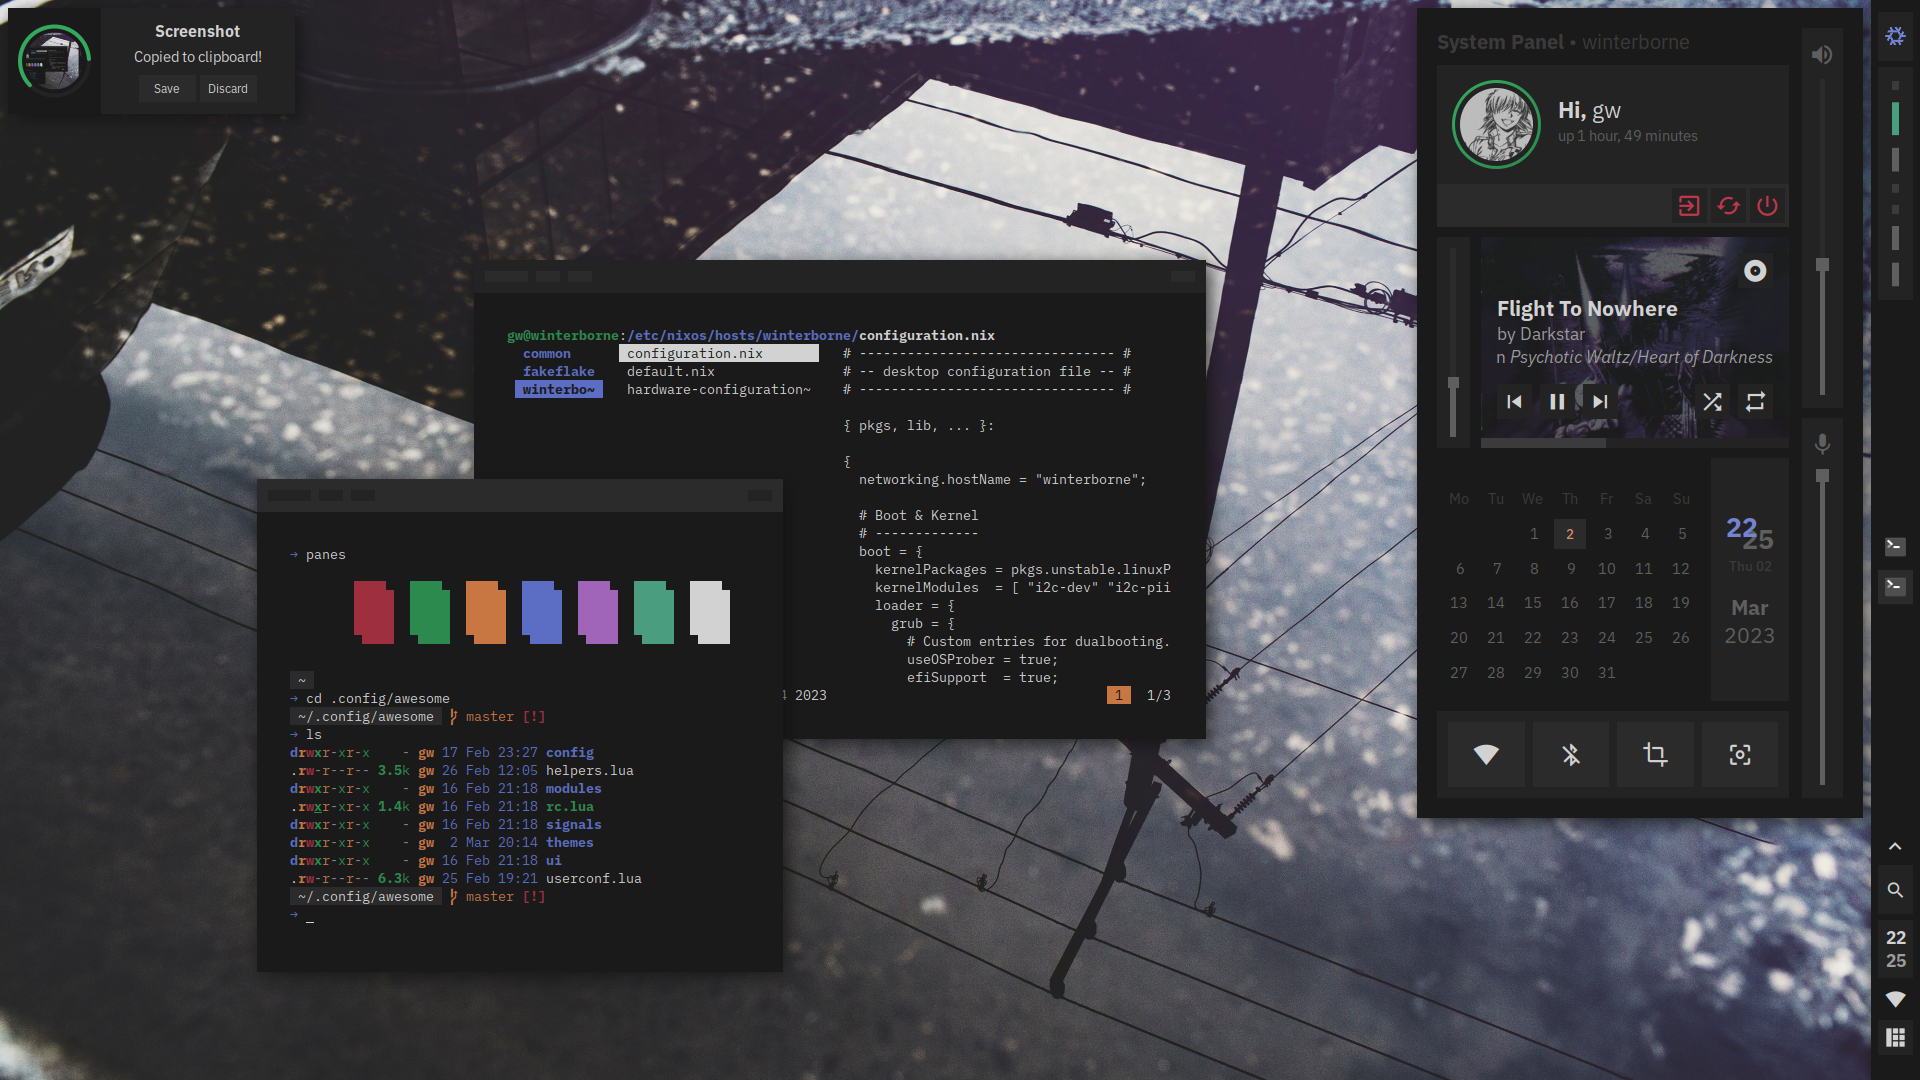 Screenshot
Copied to clipboard!
Save Discard
gw@winterborne:/etc/nixos/hosts/winterborne/configuration.nix
common configuration.nix # -------------------------------- #
fakeflake default.nix # -- desktop configuration file -- #
winterbo~ hardware-configuration~ # -------------------------------- #
{ pkgs, lib, ... }:
{
networking.hostName = "winterborne";
# Boot & Kernel
# -------------
boot = {
kernelPackages = pkgs.unstable.linuxP
kernelModules  = [ "i2c-dev" "i2c-pii
loader = {
grub = {
# Custom entries for dualbooting.
useOSProber = true;
efiSupport  = true;
2023 1 1/3
→ panes
~
→ cd .config/awesome
~/.config/awesome master [!]
→ ls
drwxr-xr-x - gw 17 Feb 23:27 config
.rw-r--r-- 3.5k gw 26 Feb 12:05 helpers.lua
drwxr-xr-x - gw 16 Feb 21:18 modules
.rwxr-xr-x 1.4k gw 16 Feb 21:18 rc.lua
drwxr-xr-x - gw 16 Feb 21:18 signals
drwxr-xr-x - gw 2 Mar 20:14 themes
drwxr-xr-x - gw 16 Feb 21:18 ui
.rw-r--r-- 6.3k gw 25 Feb 19:21 userconf.lua
~/.config/awesome master [!]
→ _
System Panel • winterborne
Hi, gw
up 1 hour, 49 minutes
Flight To Nowhere
by Darkstar
n Psychotic Waltz/Heart of Darkness
Mo Tu We Th Fr Sa Su
1 2 3 4 5
6 7 8 9 10 11 12
13 14 15 16 17 18 19
20 21 22 23 24 25 26
27 28 29 30 31
22
25
Thu 02
Mar
2023
22
25